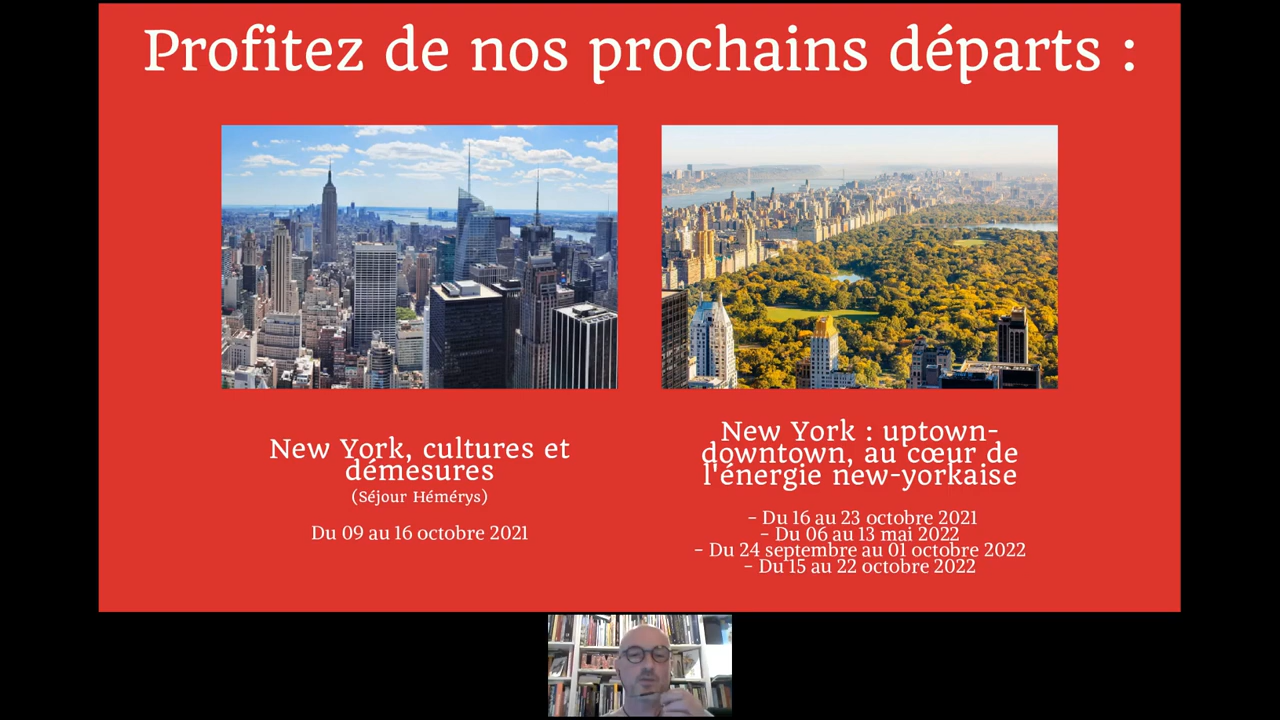 Profitez de nos prochains départs :
New York, cultures et
démesures
(Séjour Hémérys)
Du 09 au 16 octobre 2021
New York : uptown-
downtown, au cœur de
l'énergie new-yorkaise
- Du 16 au 23 octobre 2021
- Du 06 au 13 mai 2022
- Du 24 septembre au 01 octobre 2022
- Du 15 au 22 octobre 2022